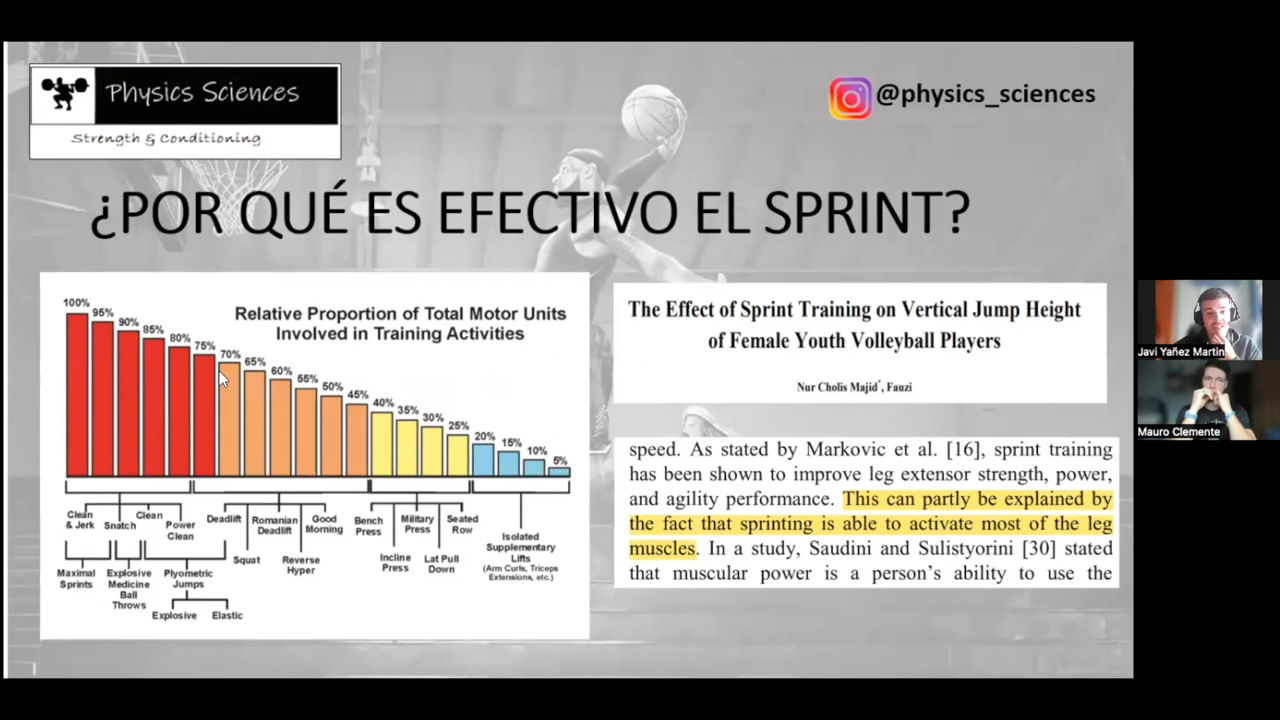 Physics Sciences
Strength & Conditioning
@physics_sciences
¿POR QUÉ ES EFECTIVO EL SPRINT?
Relative Proportion of Total Motor Units
Involved in Training Activities
100%
95%
90%
85%
80%
75%
70%
65%
60%
55%
50%
45%
40%
35%
30%
25%
20%
15%
10%
5%
Clean
& Jerk
Snatch
Clean
Power
Clean
Deadlift
Squat
Romanian
Deadlift
Reverse
Hyper
Good
Morning
Bench
Press
Incline
Press
Military
Press
Lat Pull
Down
Seated
Row
Isolated
Supplementary
Lifts
(Arm Curls, Triceps
Extensions, etc.)
Maximal
Sprints
Explosive
Medicine
Ball
Throws
Plyometric
Jumps
Explosive
Elastic
The Effect of Sprint Training on Vertical Jump Height
of Female Youth Volleyball Players
Nur Cholis Majid*, Fauzi
speed. As stated by Markovic et al. [16], sprint training
has been shown to improve leg extensor strength, power,
and agility performance. This can partly be explained by
the fact that sprinting is able to activate most of the leg
muscles. In a study, Saudini and Sulistyorini [30] stated
that muscular power is a person's ability to use the
Javi Yañez Martin
Mauro Clemente